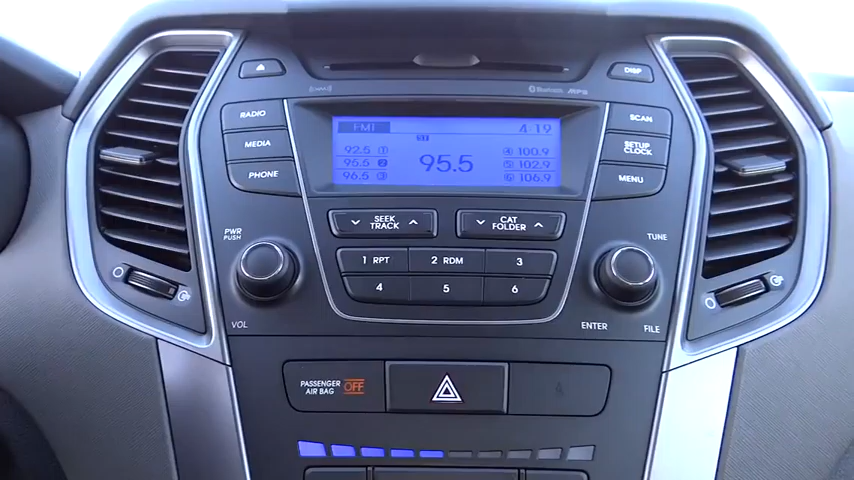 DISP
((XM))
Bluetooth MP3
RADIO
MEDIA
PHONE
SCAN
SETUP
CLOCK
MENU
FM1 4:19
ST
92.5 1 4 100.9
95.5 2 95.5 5 102.9
96.5 3 6 106.9
SEEK
TRACK
CAT
FOLDER
PWR
PUSH
TUNE
1 RPT 2 RDM 3
4 5 6
VOL
ENTER FILE
PASSENGER
AIR BAG
OFF